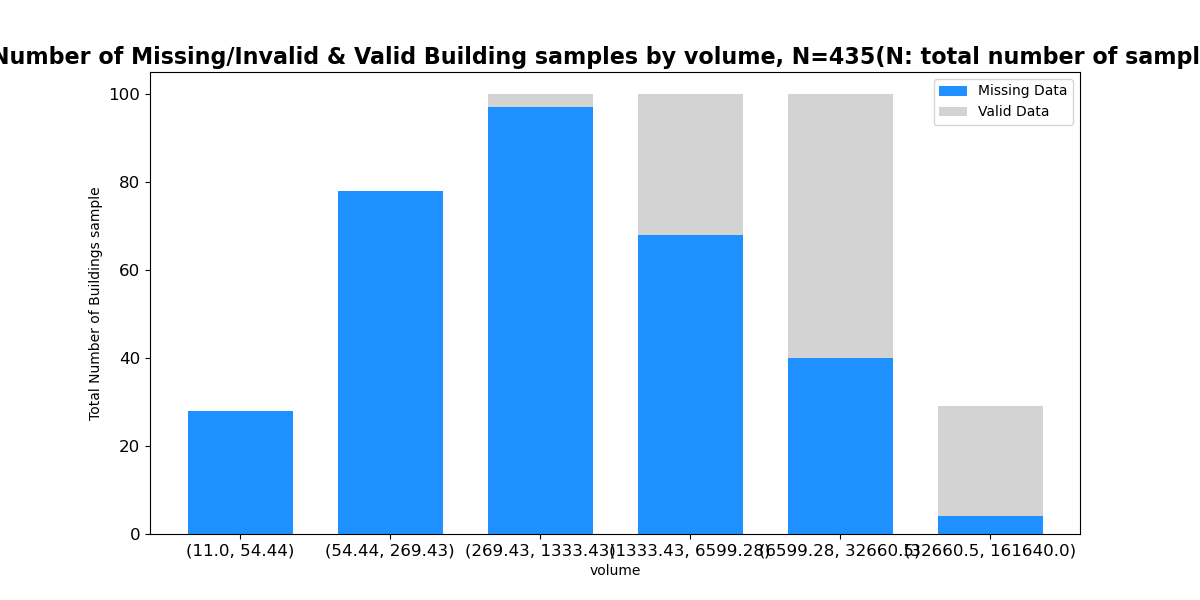 Number of Missing/Invalid & Valid Building samples by volume, N=435(N: total number of sampl
Missing Data
Valid Data
Total Number of Buildings sample
100
80
60
40
20
0
(11.0, 54.44) (54.44, 269.43) (269.43, 1333.43) (1333.43, 6599.28) (6599.28, 32660.5) (32660.5, 161640.0)
volume